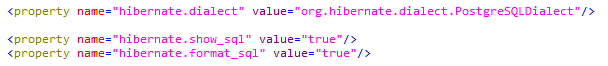 <property name="hibernate.dialect" value="org.hibernate.dialect.PostgreSQLDialect"/>
<property name="hibernate.show_sql" value="true"/>
<property name="hibernate.format_sql" value="true"/>